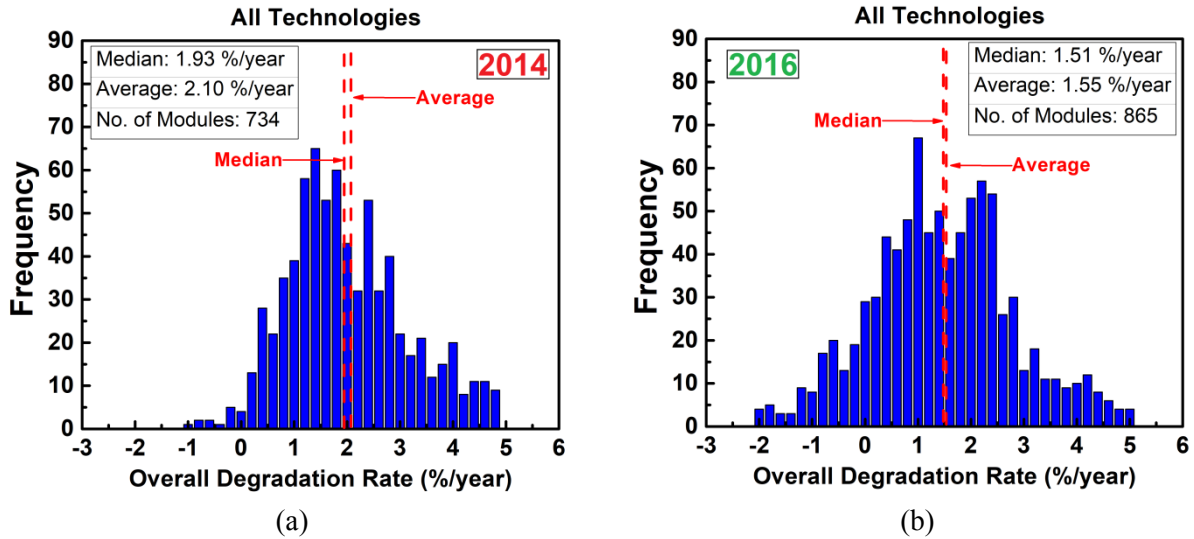 All Technologies
90
80
70
60
50
40
30
20
10
0
Frequency
Median: 1.93 %/year
Average: 2.10 %/year
No. of Modules: 734
2014
Average
Median
-3 -2 -1 0 1 2 3 4 5 6
Overall Degradation Rate (%/year)
(a)
All Technologies
90
80
70
60
50
40
30
20
10
0
Frequency
2016
Median: 1.51 %/year
Average: 1.55 %/year
No. of Modules: 865
Median
Average
-3 -2 -1 0 1 2 3 4 5 6
Overall Degradation Rate (%/year)
(b)